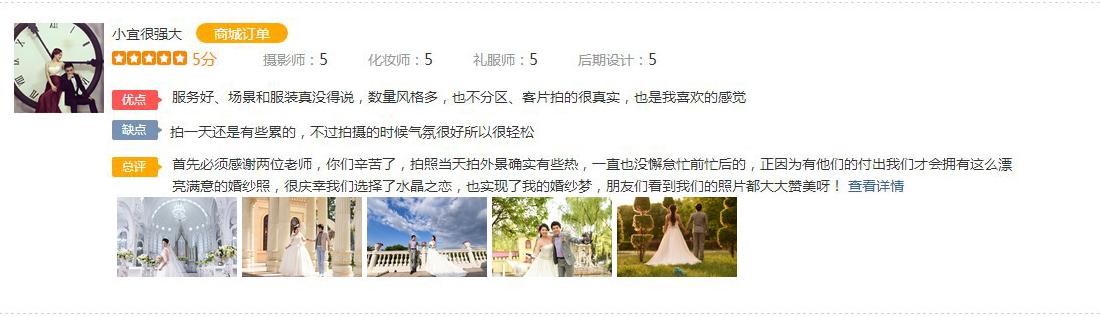 小宜很强大 商城订单
5分 摄影师：5 化妆师：5 礼服师：5 后期设计：5
优点 服务好、场景和服装真没得说，数量风格多，也不分区、客片拍的很真实，也是我喜欢的感觉
缺点 拍一天还是有些累的，不过拍摄的时候气氛很好所以很轻松
总评 首先必须感谢两位老师，你们辛苦了，拍照当天拍外景确实有些热，一直也没懈怠忙前忙后的，正因为有他们的付出我们才会拥有这么漂
亮满意的婚纱照，很庆幸我们选择了水晶之恋，也实现了我的婚纱梦，朋友们看到我们的照片都大大赞美呀！ 查看详情